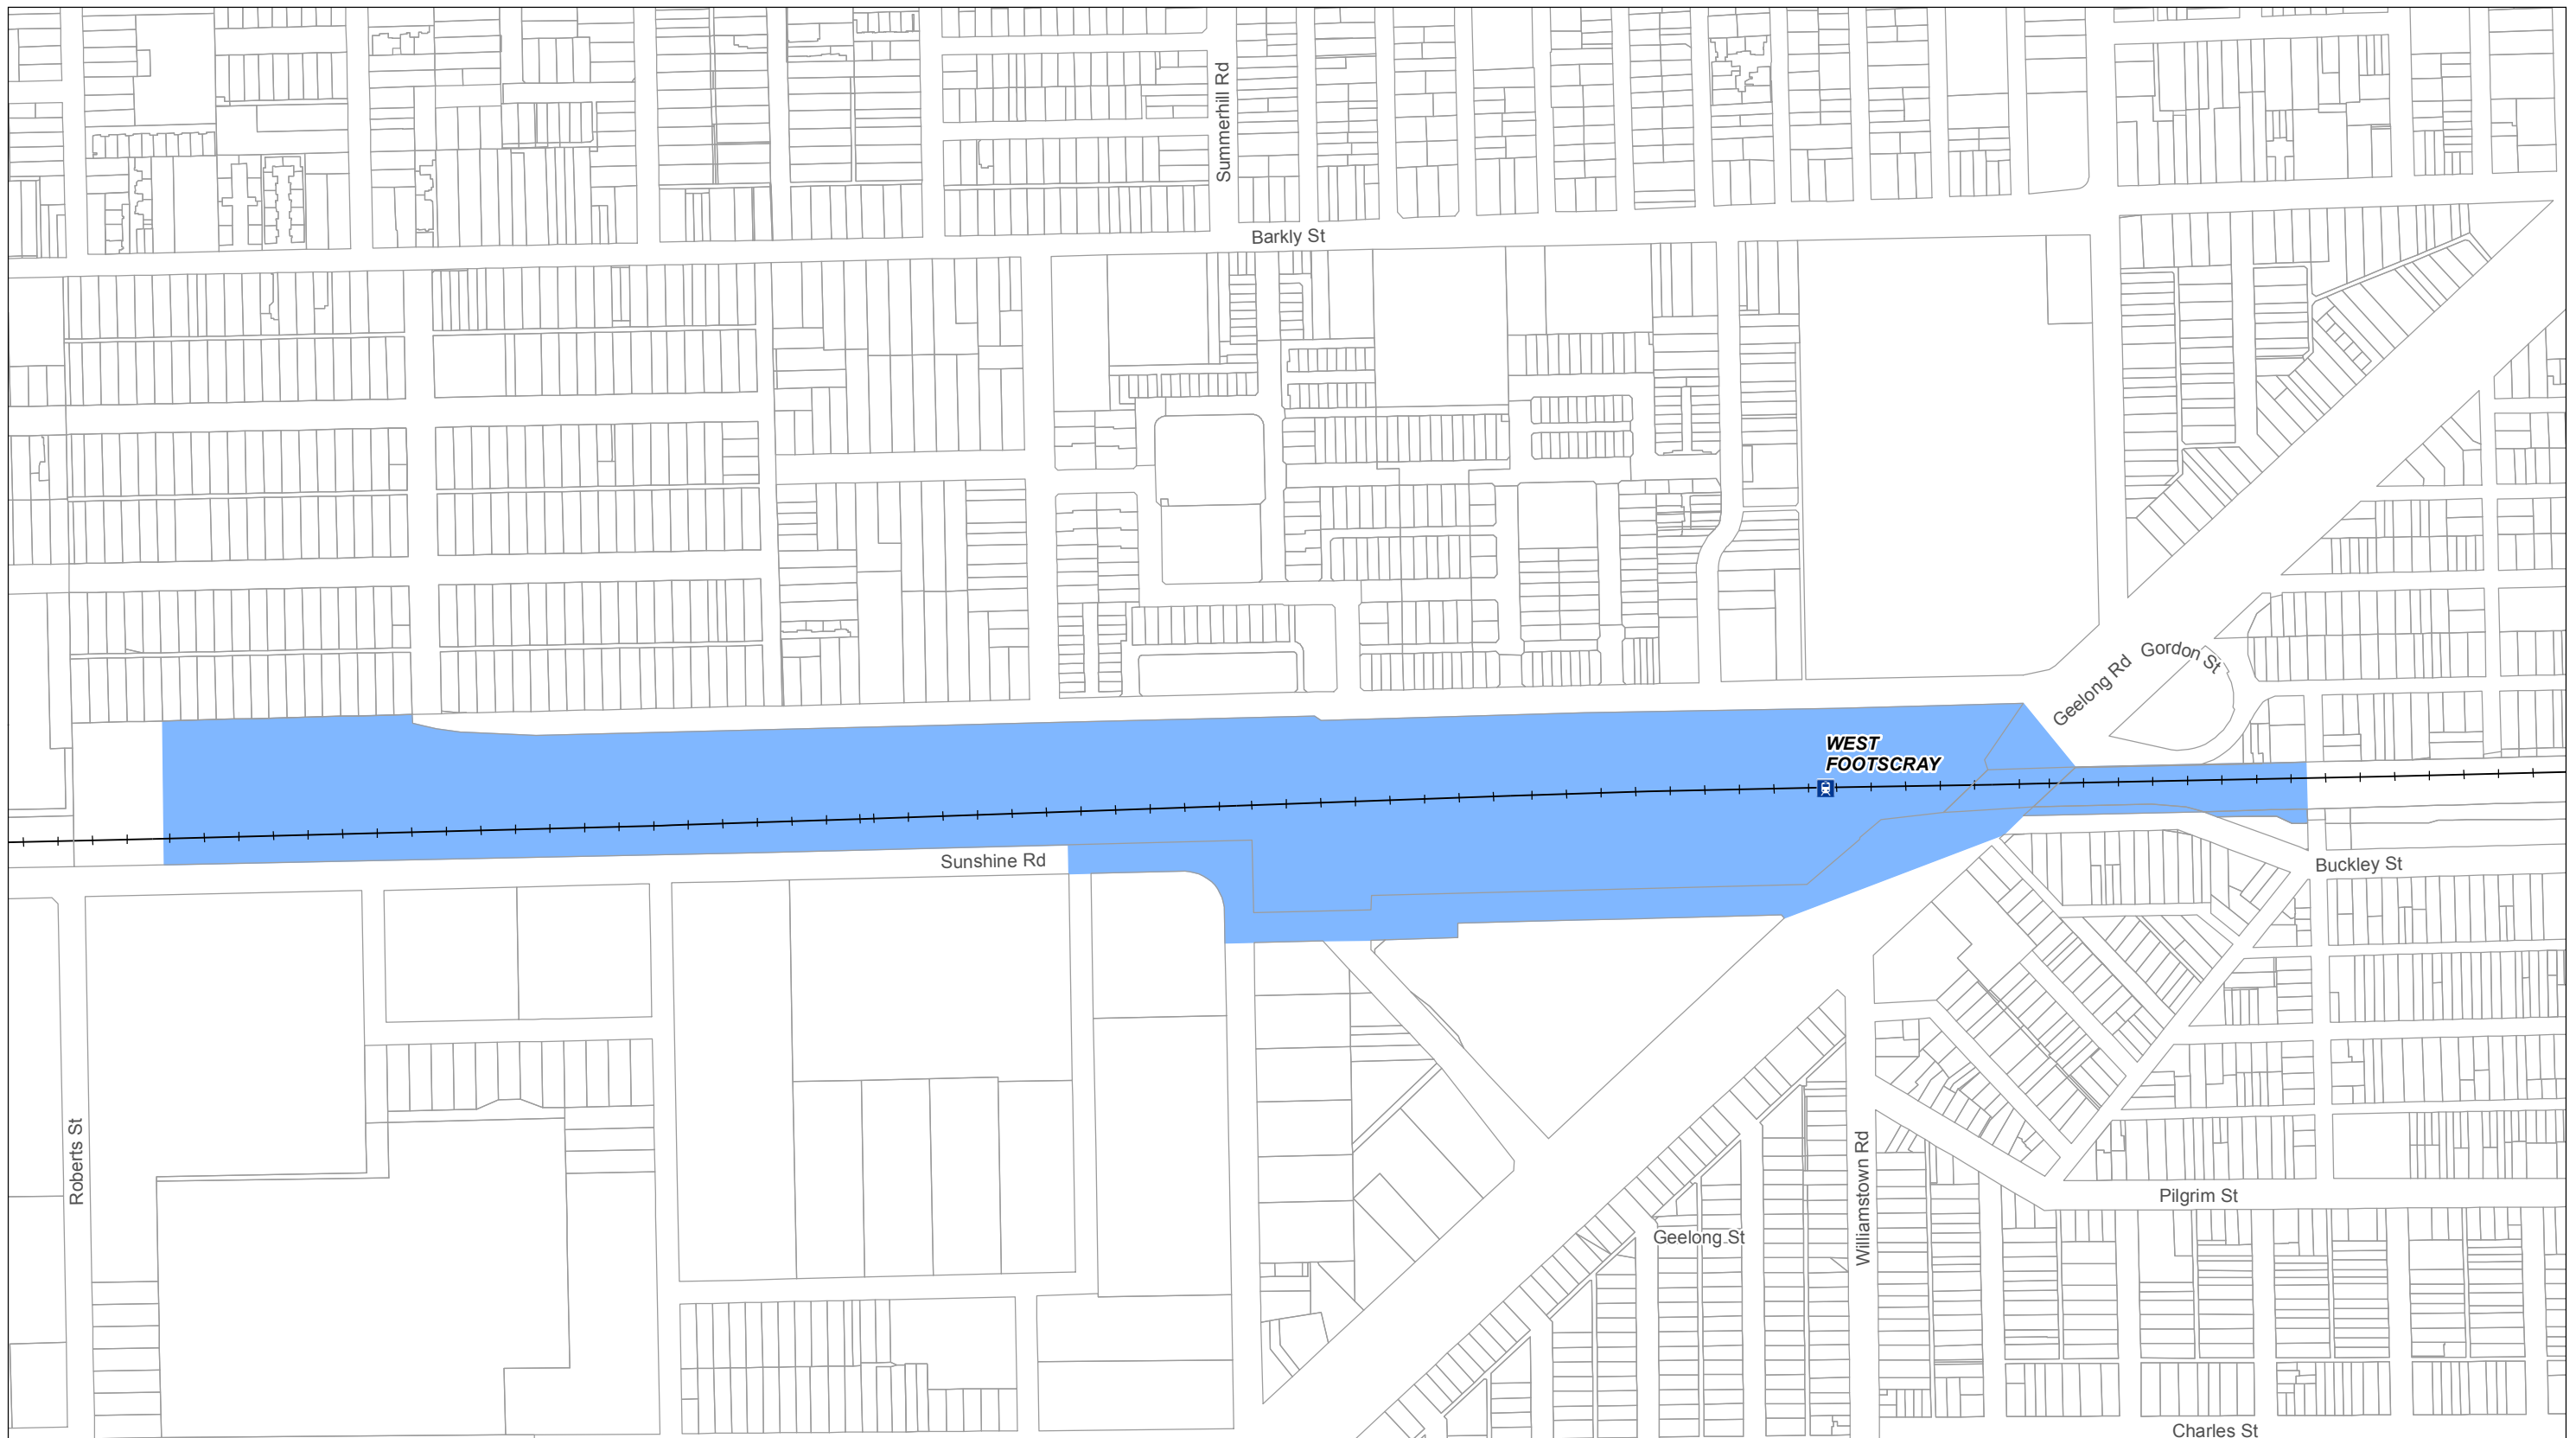 Summerhill Rd
Barkly St
Gordon St
Geelong Rd
WEST
FOOTSCRAY
Sunshine Rd
Buckley St
Roberts St
Williamstown Rd
Pilgrim St
Geelong St
Charles St